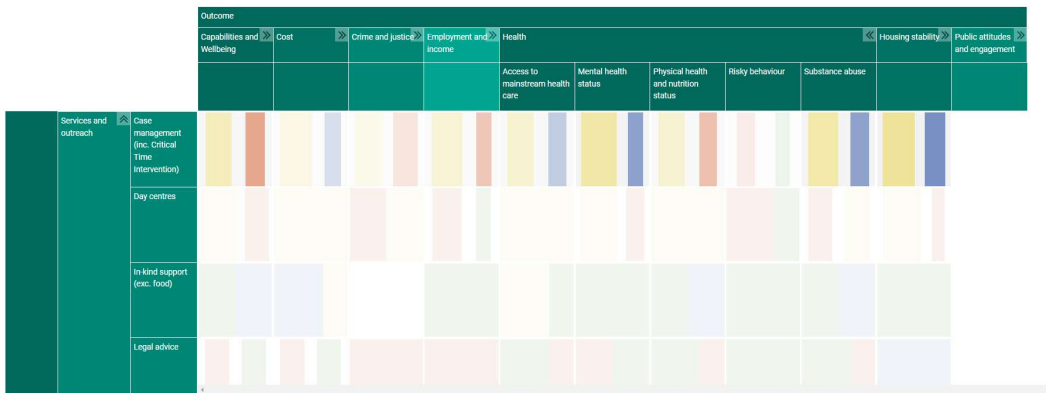 Outcome
Capabilities and
Wellbeing
Cost
Crime and justice
Employment and
income
Health
Housing stability
Public attitudes
and engagement
Access to
mainstream health
care
Mental health
status
Physical health
and nutrition
status
Risky behaviour
Substance abuse
Services and
outreach
Case
management
(inc. Critical
Time
Intervention)
Day centres
In-kind support
(exc. food)
Legal advice